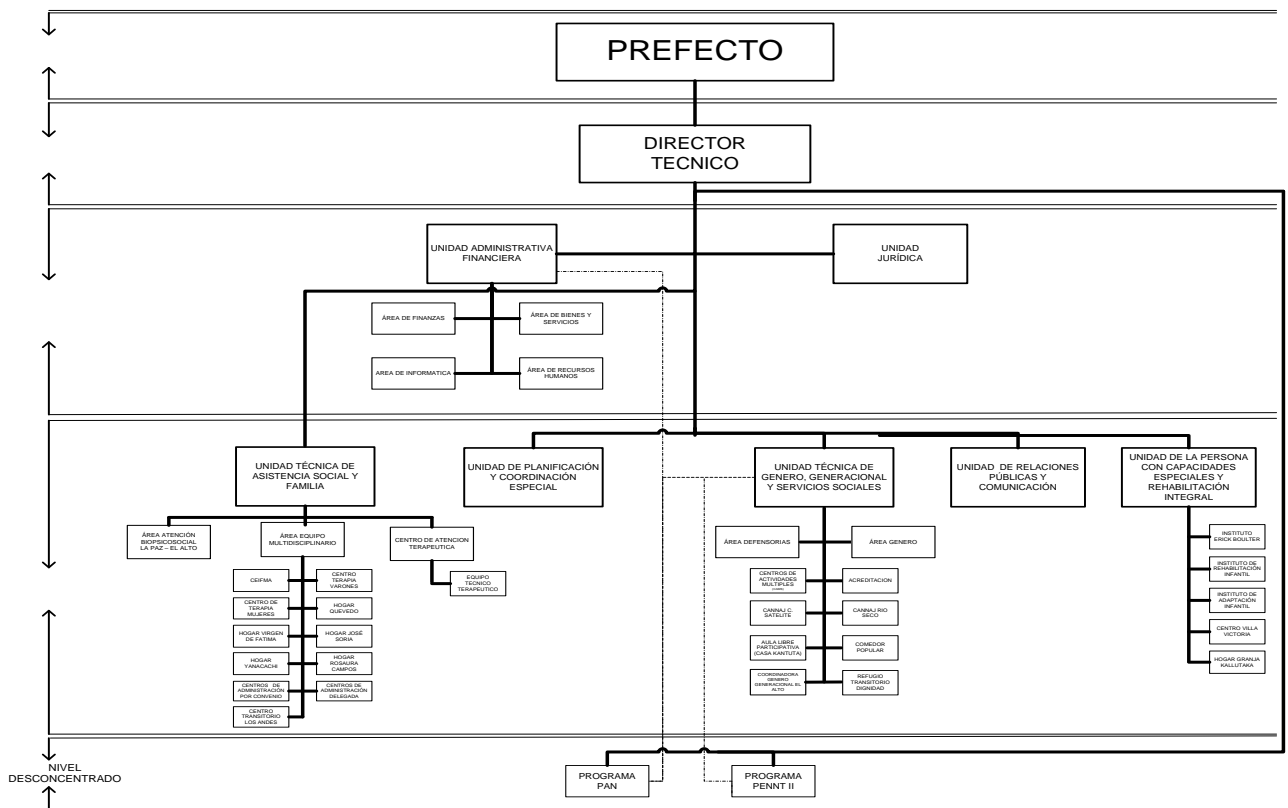 PREFECTO
DIRECTOR
TECNICO
UNIDAD ADMINISTRATIVA
FINANCIERA
UNIDAD
JURÍDICA
ÁREA DE FINANZAS
ÁREA DE BIENES Y
SERVICIOS
AREA DE INFORMATICA
ÁREA DE RECURSOS
HUMANOS
UNIDAD TÉCNICA DE
ASISTENCIA SOCIAL Y
FAMILIA
UNIDAD DE PLANIFICACIÓN
Y COORDINACIÓN
ESPECIAL
UNIDAD TÉCNICA DE
GENERO, GENERACIONAL
Y SERVICIOS SOCIALES
UNIDAD DE RELACIONES
PÚBLICAS Y
COMUNICACIÓN
UNIDAD DE LA PERSONA
CON CAPACIDADES
ESPECIALES Y
REHABILITACIÓN
INTEGRAL
ÁREA ATENCIÓN
BIOPSICOSOCIAL
LA PAZ – EL ALTO
ÁREA EQUIPO
MULTIDISCIPLINARIO
CENTRO DE ATENCION
TERAPEUTICA
EQUIPO
TECNICO
TERAPEUTICO
CEIFMA
CENTRO
TERAPIA
VARONES
CENTRO DE
TERAPIA
MUJERES
HOGAR
QUEVEDO
HOGAR VIRGEN
DE FATIMA
HOGAR JOSÉ
SORIA
HOGAR
YANACACHI
HOGAR
ROSAURA
CAMPOS
CENTROS DE
ADMINISTRACIÓN
POR CONVENIO
CENTROS DE
ADMINISTRACIÓN
DELEGADA
CENTRO
TRANSITORIO
LOS ANDES
ÁREA DEFENSORIAS
ÁREA GENERO
CENTROS DE
ACTIVIDADES
MULTIPLES
ACREDITACION
CANNAJ C.
SATELITE
CANNAJ RIO
SECO
AULA LIBRE
PARTICIPATIVA
(CASA KANTUTA)
COMEDOR
POPULAR
COORDINADORA
GENERO
GENERACIONAL EL
ALTO
REFUGIO
TRANSITORIO
DIGNIDAD
INSTITUTO
ERICK BOULTER
INSTITUTO DE
REHABILITACIÓN
INFANTIL
INSTITUTO DE
ADAPTACIÓN
INFANTIL
CENTRO VILLA
VICTORIA
HOGAR GRANJA
KALLUTAKA
NIVEL
DESCONCENTRADO
PROGRAMA
PAN
PROGRAMA
PENNT II